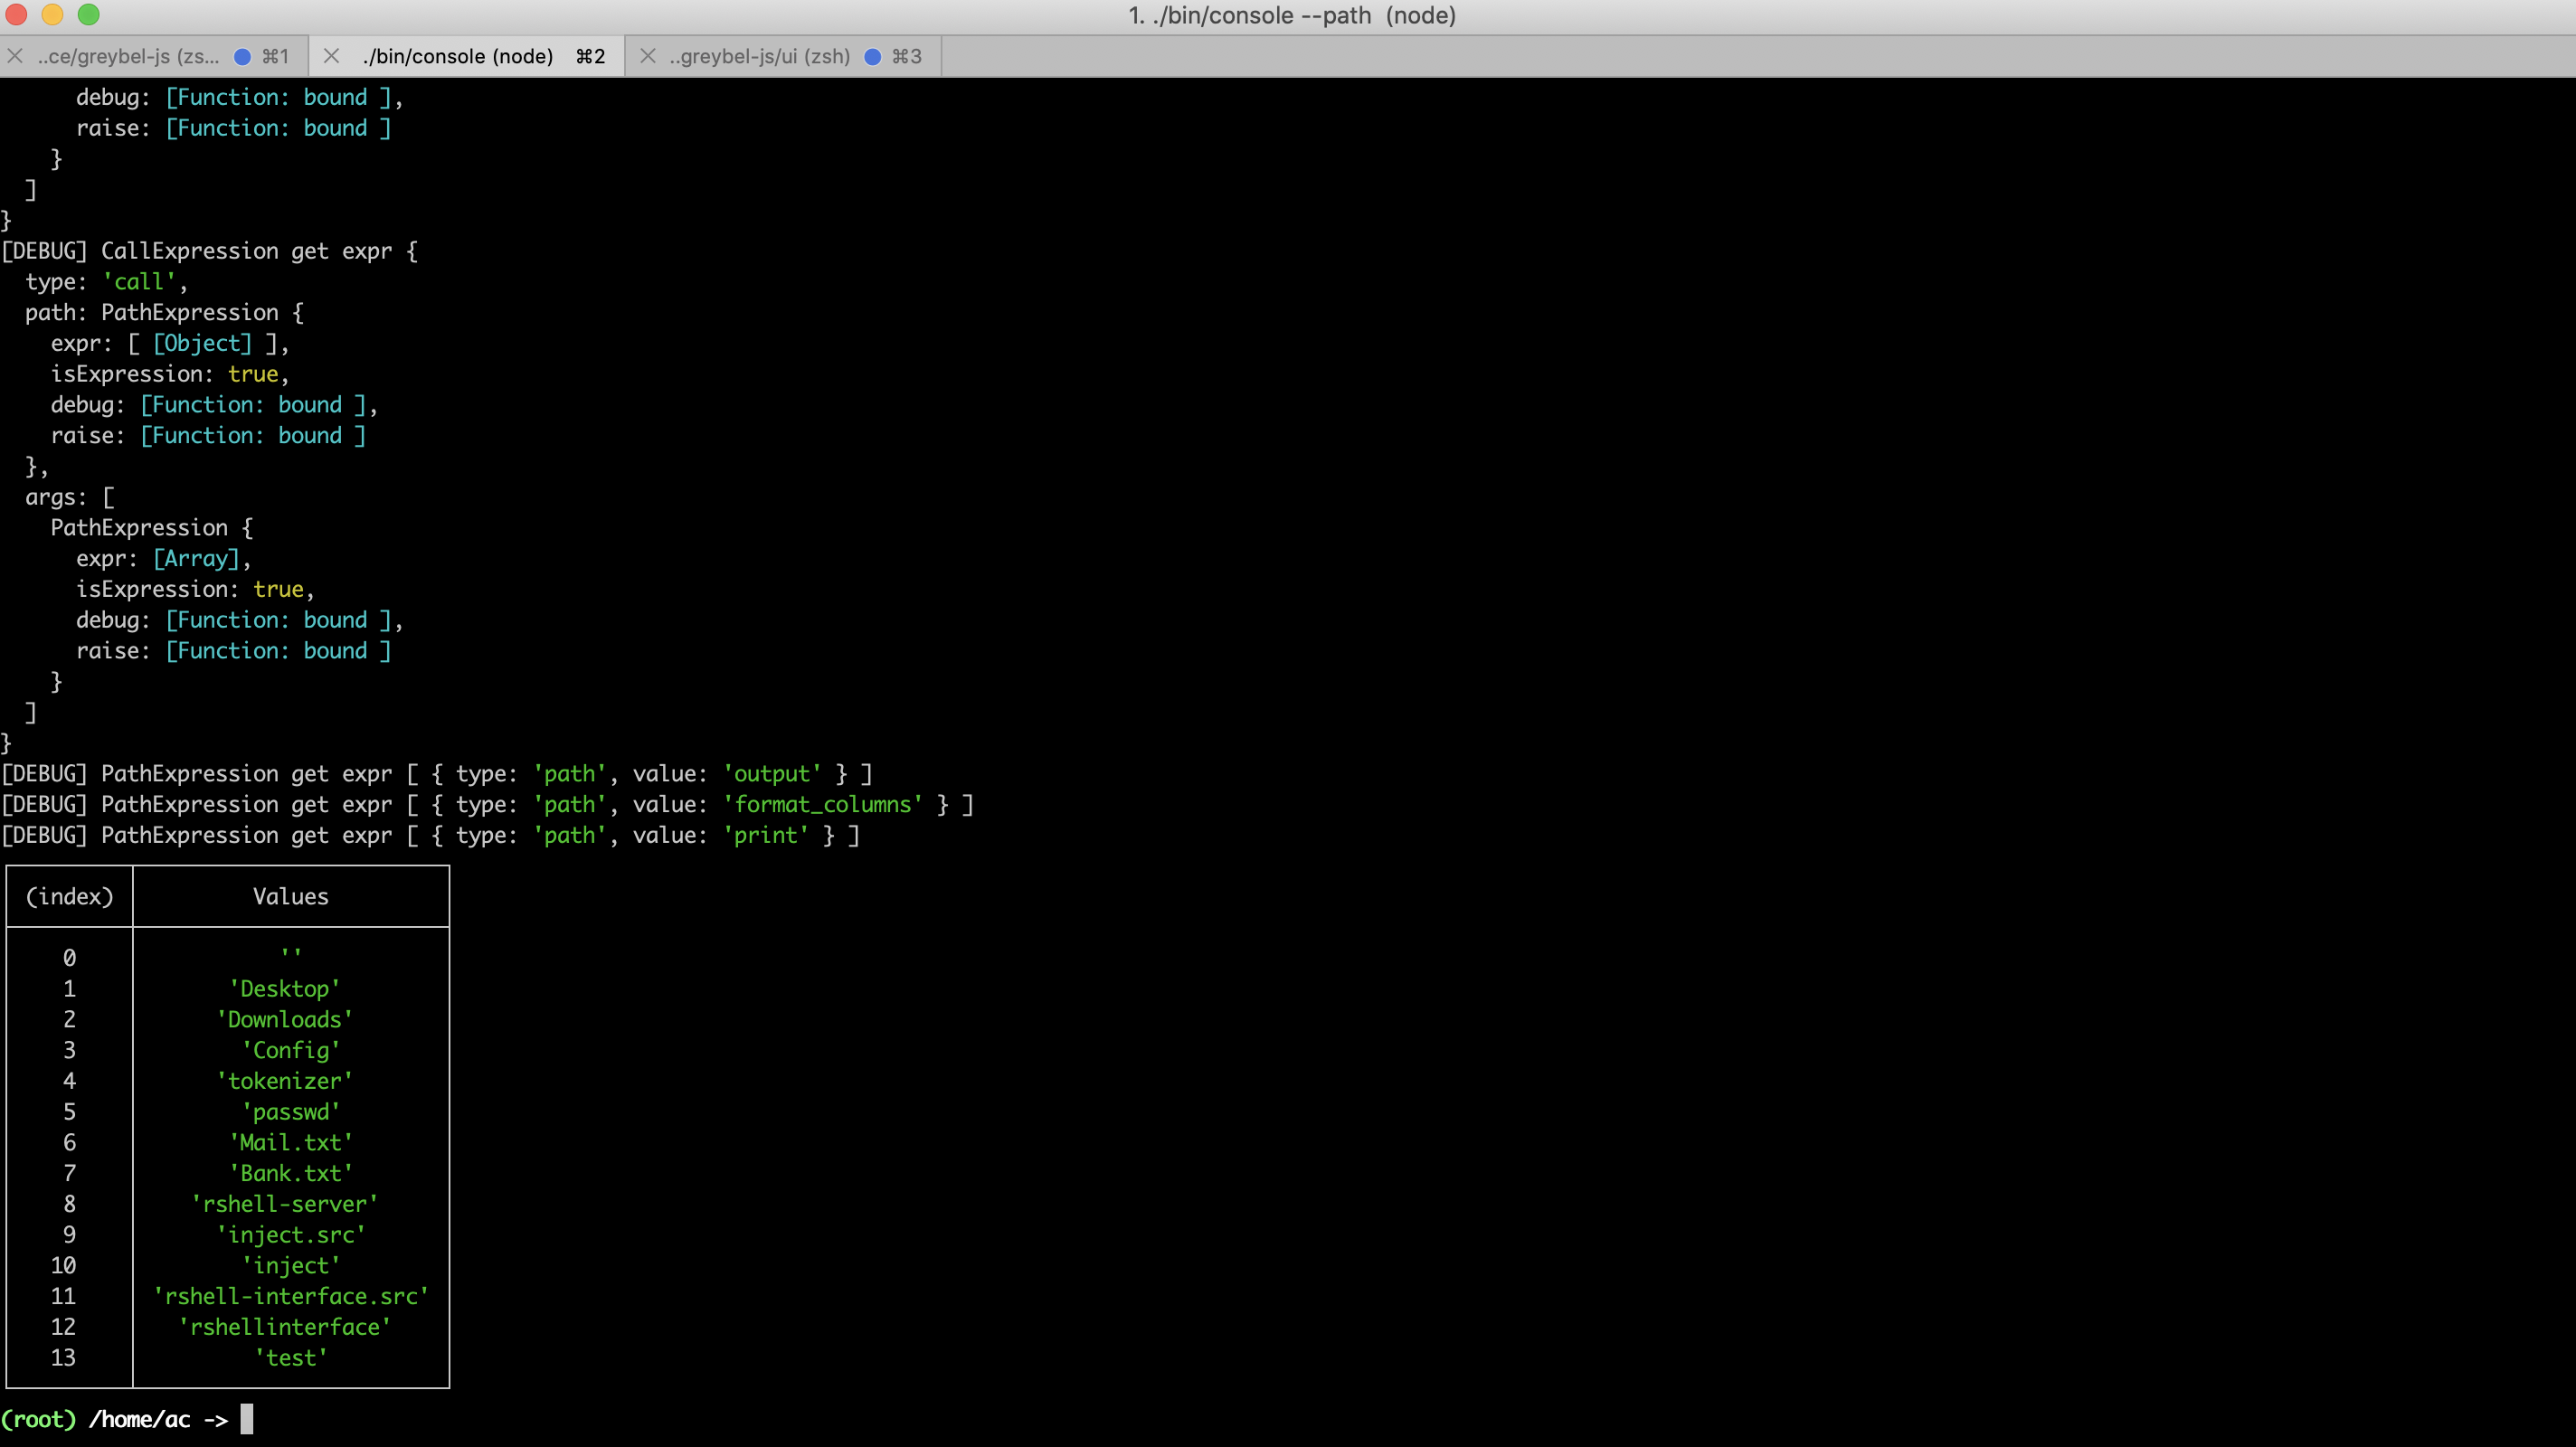 1. ./bin/console --path (node)
..ce/greybel-js (zs... ⌘1 ./bin/console (node) ⌘2 ..greybel-js/ui (zsh) ⌘3
      debug: [Function: bound ],
      raise: [Function: bound ]
    }
  ]
}
[DEBUG] CallExpression get expr {
  type: 'call',
  path: PathExpression {
    expr: [ [Object] ],
    isExpression: true,
    debug: [Function: bound ],
    raise: [Function: bound ]
  },
  args: [
    PathExpression {
      expr: [Array],
      isExpression: true,
      debug: [Function: bound ],
      raise: [Function: bound ]
    }
  ]
}
[DEBUG] PathExpression get expr [ { type: 'path', value: 'output' } ]
[DEBUG] PathExpression get expr [ { type: 'path', value: 'format_columns' } ]
[DEBUG] PathExpression get expr [ { type: 'path', value: 'print' } ]
(index) Values
0 ''
1 'Desktop'
2 'Downloads'
3 'Config'
4 'tokenizer'
5 'passwd'
6 'Mail.txt'
7 'Bank.txt'
8 'rshell-server'
9 'inject.src'
10 'inject'
11 'rshell-interface.src'
12 'rshellinterface'
13 'test'
(root) /home/ac ->